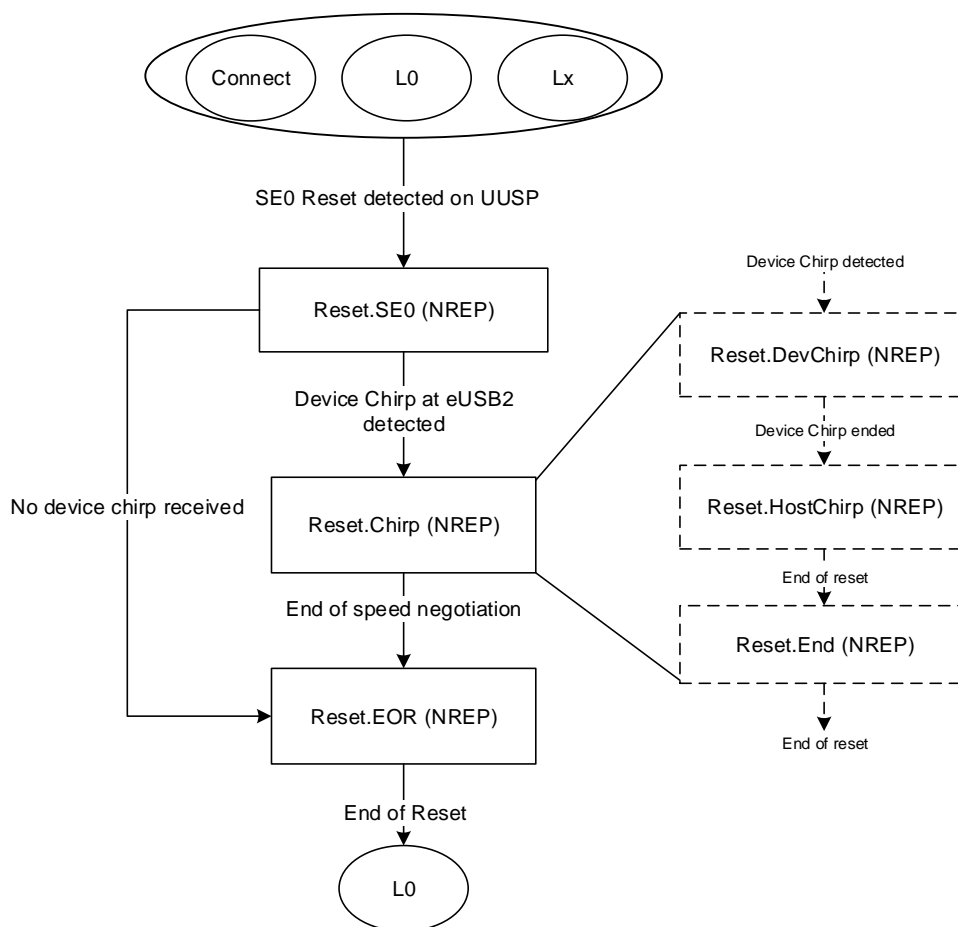 Connect
L0
Lx
SE0 Reset detected on UUSP
Reset.SE0 (NREP)
Device Chirp at eUSB2
detected
No device chirp received
Reset.Chirp (NREP)
End of speed negotiation
Reset.EOR (NREP)
End of Reset
L0
Device Chirp detected
Reset.DevChirp (NREP)
Device Chirp ended
Reset.HostChirp (NREP)
End of reset
Reset.End (NREP)
End of reset